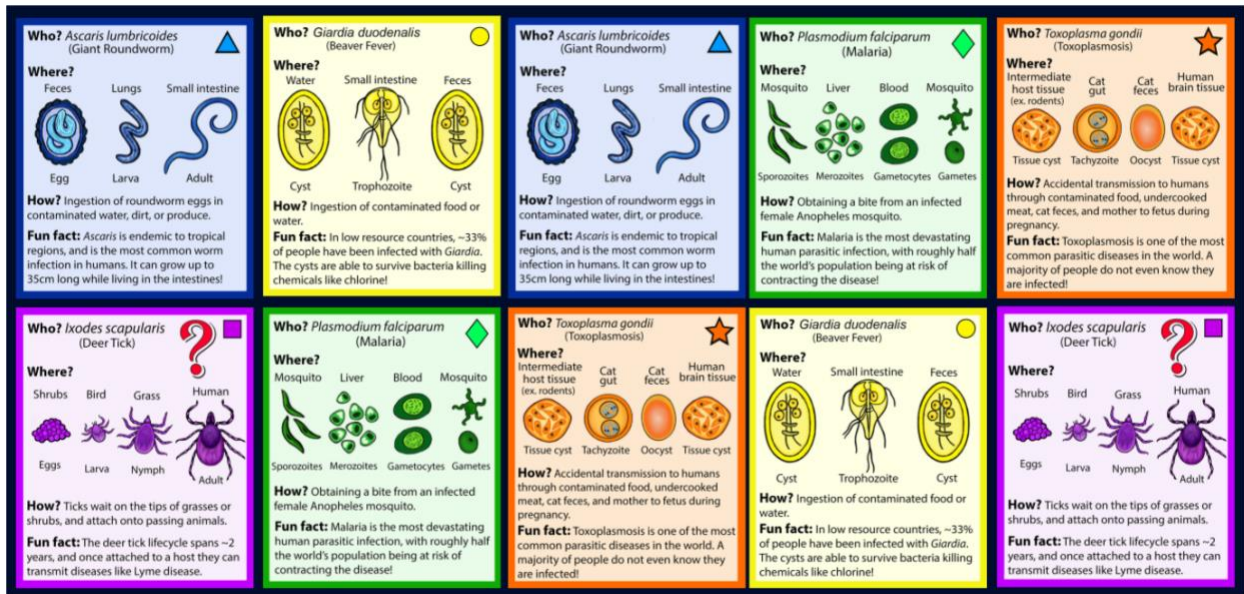 Who? Ascaris lumbricoides
(Giant Roundworm)
Where?
Feces Lungs Small intestine
Egg Larva Adult
How? Ingestion of roundworm eggs in
contaminated water, dirt, or produce.
Fun fact: Ascaris is endemic to tropical
regions, and is the most common worm
infection in humans. It can grow up to
35cm long while living in the intestines!
Who? Giardia duodenalis
(Beaver Fever)
Where?
Water Small intestine Feces
Cyst Trophozoite Cyst
How? Ingestion of contaminated food or
water.
Fun fact: In low resource countries, ~33%
of people have been infected with Giardia.
The cysts are able to survive bacteria killing
chemicals like chlorine!
Who? Ascaris lumbricoides
(Giant Roundworm)
Where?
Feces Lungs Small intestine
Egg Larva Adult
How? Ingestion of roundworm eggs in
contaminated water, dirt, or produce.
Fun fact: Ascaris is endemic to tropical
regions, and is the most common worm
infection in humans. It can grow up to
35cm long while living in the intestines!
Who? Plasmodium falciparum
(Malaria)
Where?
Mosquito Liver Blood Mosquito
Sporozoites Merozoites Gametocytes Gametes
How? Obtaining a bite from an infected
female Anopheles mosquito.
Fun fact: Malaria is the most devastating
human parasitic infection, with roughly half
the world's population being at risk of
contracting the disease!
Who? Toxoplasma gondii
(Toxoplasmosis)
Where?
Intermediate host tissue (ex. rodents) Cat gut Cat feces Human brain tissue
Tissue cyst Tachyzoite Oocyst Tissue cyst
How? Accidental transmission to humans
through contaminated food, undercooked
meat, cat feces, and mother to fetus during
pregnancy.
Fun fact: Toxoplasmosis is one of the most
common parasitic diseases in the world. A
majority of people do not even know they
are infected!
Who? Ixodes scapularis
(Deer Tick)
?
Where?
Shrubs Bird Grass Human
Eggs Larva Nymph Adult
How? Ticks wait on the tips of grasses or
shrubs, and attach onto passing animals.
Fun fact: The deer tick lifecycle spans ~2
years, and once attached to a host they can
transmit diseases like Lyme disease.
Who? Plasmodium falciparum
(Malaria)
Where?
Mosquito Liver Blood Mosquito
Sporozoites Merozoites Gametocytes Gametes
How? Obtaining a bite from an infected
female Anopheles mosquito.
Fun fact: Malaria is the most devastating
human parasitic infection, with roughly half
the world's population being at risk of
contracting the disease!
Who? Toxoplasma gondii
(Toxoplasmosis)
Where?
Intermediate host tissue (ex. rodents) Cat gut Cat feces Human brain tissue
Tissue cyst Tachyzoite Oocyst Tissue cyst
How? Accidental transmission to humans
through contaminated food, undercooked
meat, cat feces, and mother to fetus during
pregnancy.
Fun fact: Toxoplasmosis is one of the most
common parasitic diseases in the world. A
majority of people do not even know they
are infected!
Who? Giardia duodenalis
(Beaver Fever)
Where?
Water Small intestine Feces
Cyst Trophozoite Cyst
How? Ingestion of contaminated food or
water.
Fun fact: In low resource countries, ~33%
of people have been infected with Giardia.
The cysts are able to survive bacteria killing
chemicals like chlorine!
Who? Ixodes scapularis
(Deer Tick)
?
Where?
Shrubs Bird Grass Human
Eggs Larva Nymph Adult
How? Ticks wait on the tips of grasses or
shrubs, and attach onto passing animals.
Fun fact: The deer tick lifecycle spans ~2
years, and once attached to a host they can
transmit diseases like Lyme disease.